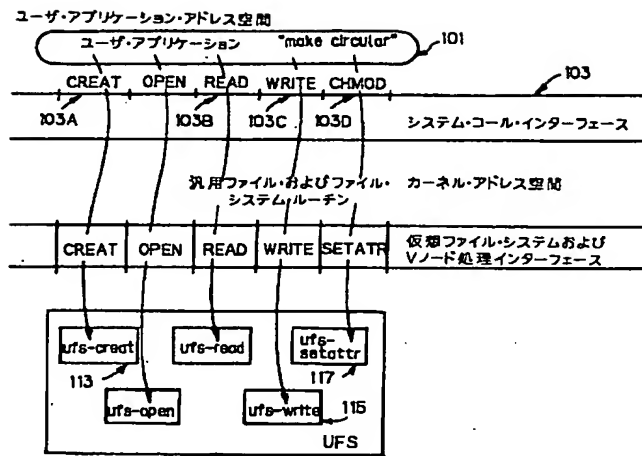 ユーザ・アプリケーション・アドレス空間
ユーザ・アプリケーション "make circular"
101
CREAT OPEN READ WRITE CHMOD
103
103A 103B 103C 103D
システム・コール・インターフェース
汎用ファイル・およびファイル・
システムルーチン
カーネル・アドレス空間
CREAT OPEN READ WRITE SETATR
仮想ファイル・システムおよび
Vノード処理インターフェース
ufs-creat ufs-read ufs-
setattr
113 117
ufs-open ufs-write 115
UFS